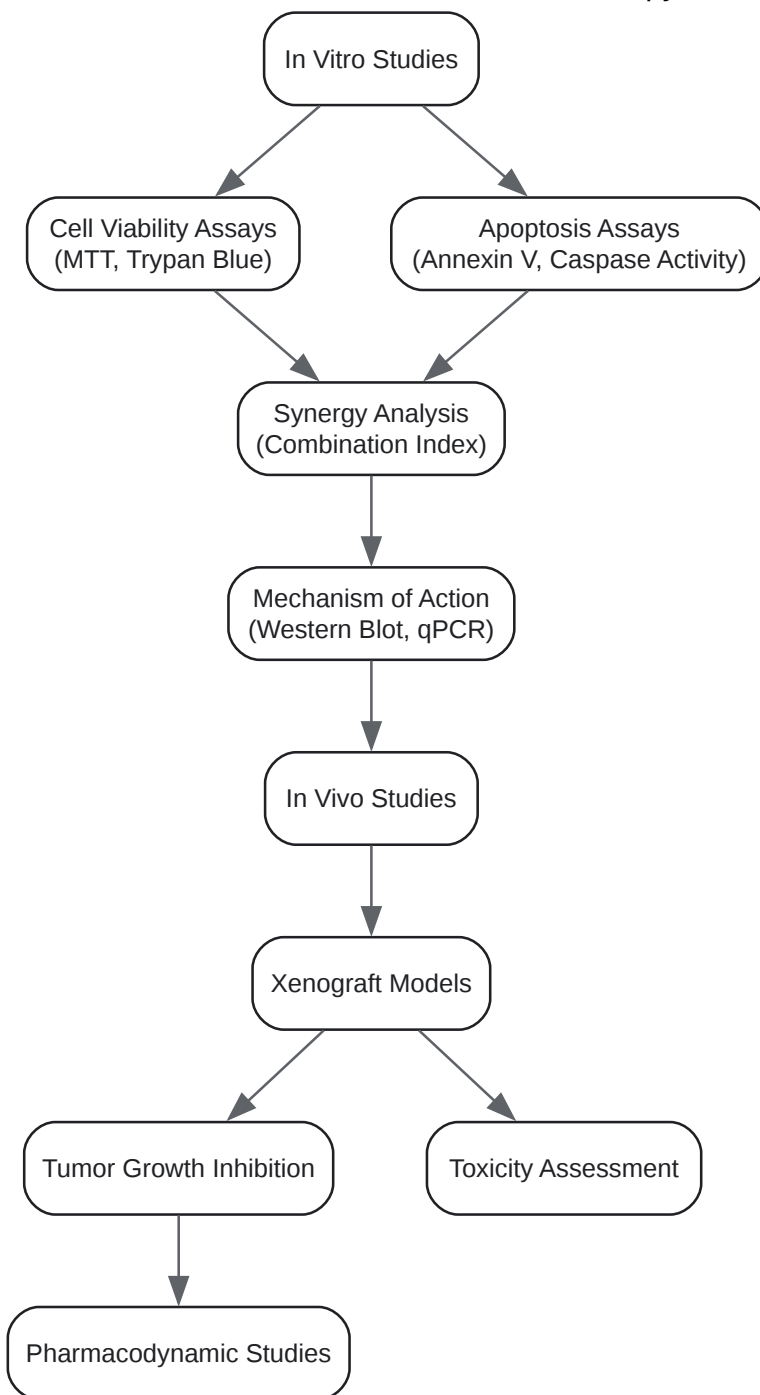 In Vitro Studies
Cell Viability Assays
(MTT, Trypan Blue)
Apoptosis Assays
(Annexin V, Caspase Activity)
Synergy Analysis
(Combination Index)
Mechanism of Action
(Western Blot, qPCR)
In Vivo Studies
Xenograft Models
Tumor Growth Inhibition
Toxicity Assessment
Pharmacodynamic Studies